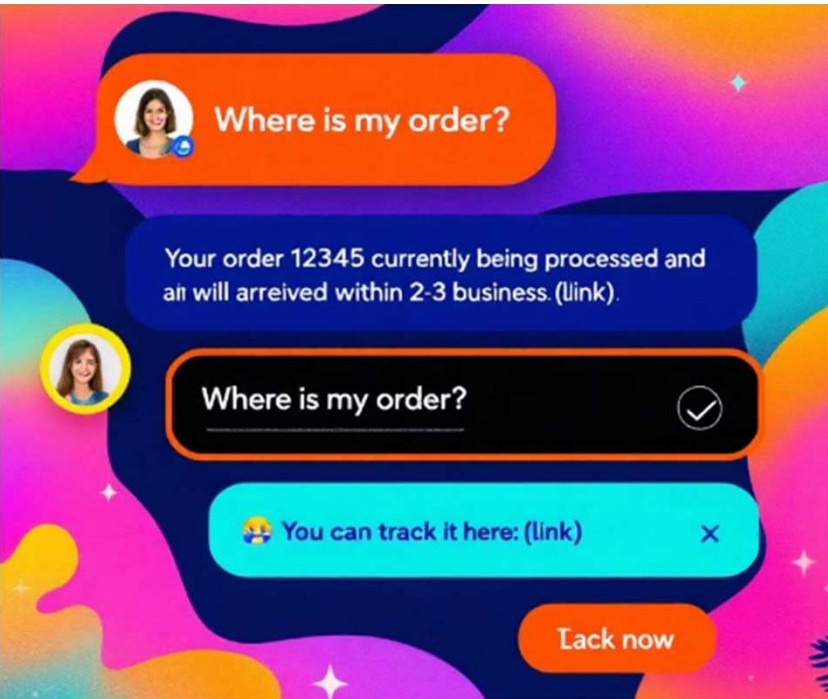 Where is my order?
Your order 12345 currently being processed and
an will arreived within 2-3 business. (link).
Where is my order?
You can track it here: (link)
Lack now